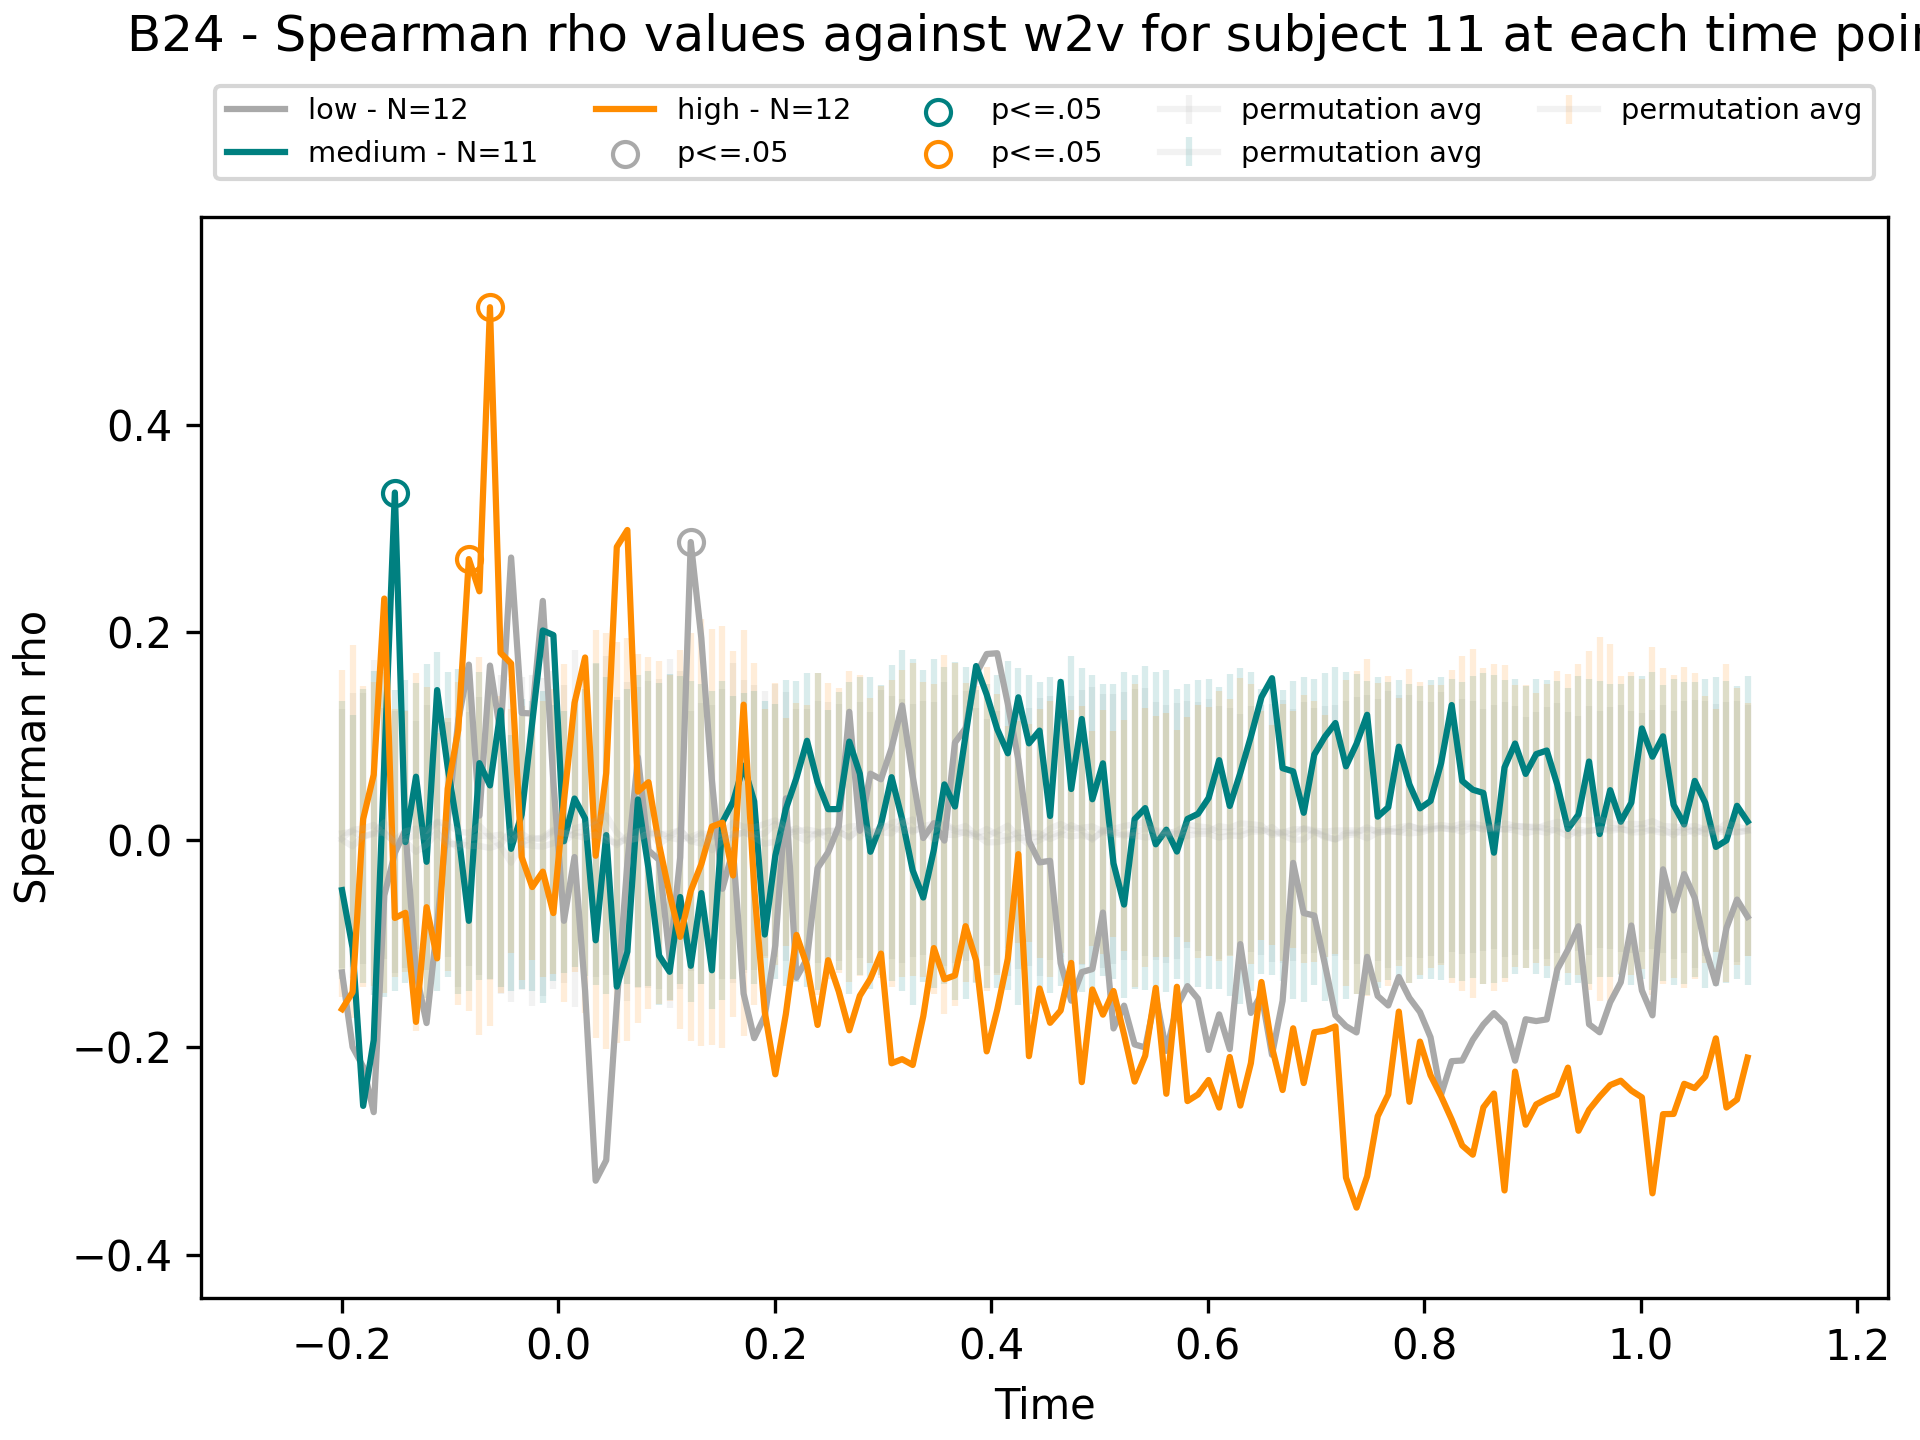 B24 - Spearman rho values against w2v for subject 11 at each time poi
low - N=12
medium - N=11
high - N=12
p<=.05
p<=.05
p<=.05
permutation avg
permutation avg
permutation avg
Spearman rho
0.4
0.2
0.0
−0.2
−0.4
−0.2
0.0
0.2
0.4
0.6
0.8
1.0
1.2
Time